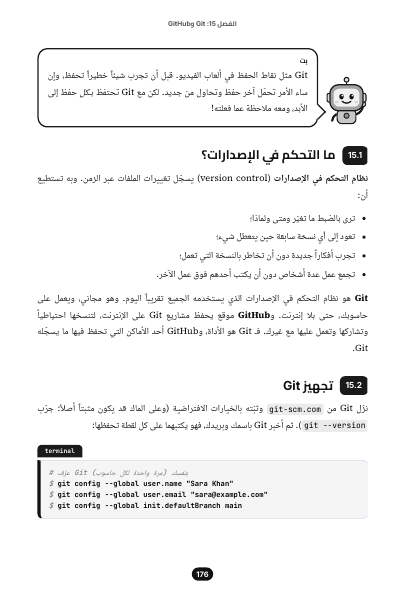 الفصل 15: Git وGitHub
بِت
Git مثل نقاط الحفظ في ألعاب الفيديو. قبل أن تجرب شيئاً خطيراً تحفظ، وإن
ساء الأمر تحمّل آخر حفظ وتحاول من جديد. لكن مع Git تحتفظ بكل حفظ إلى
الأبد، ومعه ملاحظة عما فعلته!
15.1 ما التحكم في الإصدارات؟
نظام التحكم في الإصدارات (version control) يسجّل تغييرات الملفات عبر الزمن. وبه تستطيع
أن:
• ترى بالضبط ما تغيّر ومتى ولماذا؛
• تعود إلى أي نسخة سابقة حين يتعطل شيء؛
• تجرب أفكاراً جديدة دون أن تخاطر بالنسخة التي تعمل؛
• تجمع عمل عدة أشخاص دون أن يكتب أحدهم فوق عمل الآخر.
Git هو نظام التحكم في الإصدارات الذي يستخدمه الجميع تقريباً اليوم. وهو مجاني، ويعمل على
حاسوبك، حتى بلا إنترنت. وGitHub موقع يحفظ مشاريع Git على الإنترنت، لتنسخها احتياطياً
وتشاركها وتعمل عليها مع غيرك. فـ Git هو الأداة، وGitHub أحد الأماكن التي تحفظ فيها ما يسجّله
Git.
15.2 تجهيز Git
نزّل Git من git-scm.com وثبّته بالخيارات الافتراضية (وعلى الماك قد يكون مثبتاً أصلاً: جرّب
git --version). ثم أخبر Git باسمك وبريدك، فهو يكتبهما على كل لقطة تحفظها:
terminal
# عرّف Git بنفسك (مرة واحدة لكل حاسوب)
$ git config --global user.name "Sara Khan"
$ git config --global user.email "sara@example.com"
$ git config --global init.defaultBranch main
176